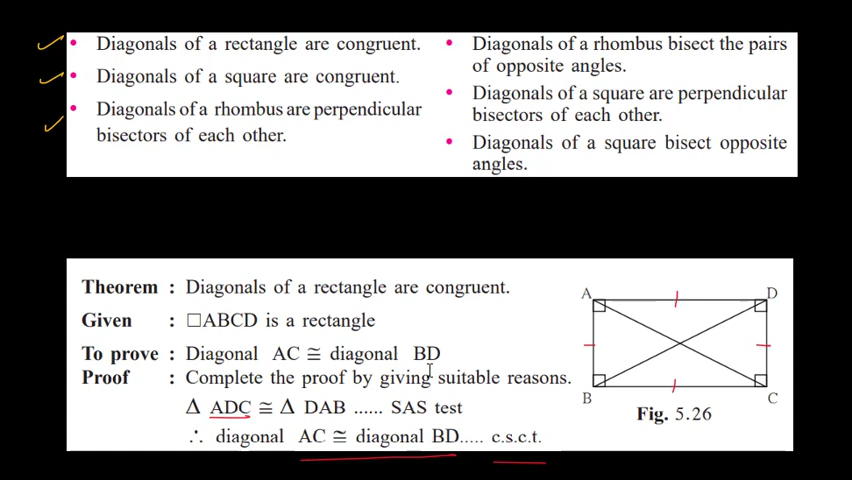 • Diagonals of a rectangle are congruent.
• Diagonals of a square are congruent.
• Diagonals of a rhombus are perpendicular
bisectors of each other.
• Diagonals of a rhombus bisect the pairs
of opposite angles.
• Diagonals of a square are perpendicular
bisectors of each other.
• Diagonals of a square bisect opposite
angles.
Theorem : Diagonals of a rectangle are congruent.
Given : □ABCD is a rectangle
To prove : Diagonal AC ≅ diagonal BD
Proof : Complete the proof by giving suitable reasons.
Δ ADC ≅ Δ DAB ...... SAS test
∴ diagonal AC ≅ diagonal BD..... c.s.c.t.
A D
B C
Fig. 5.26